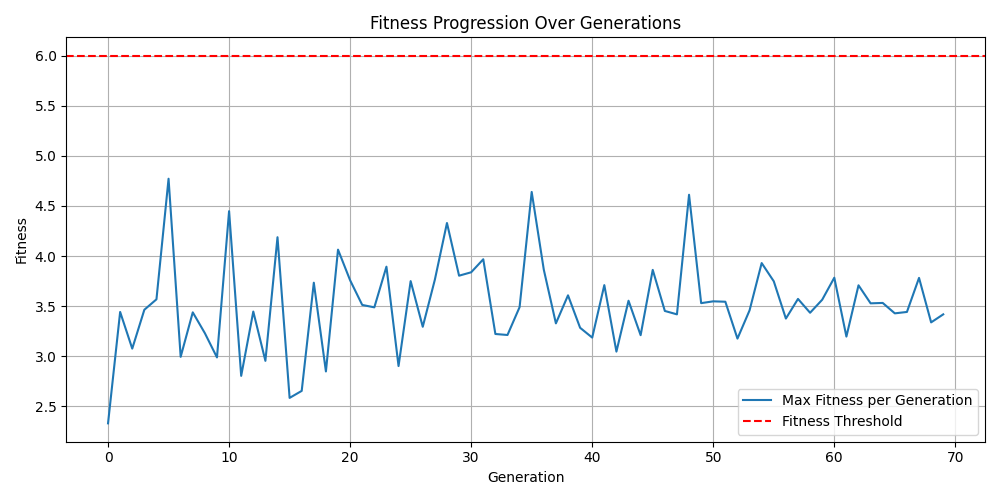 Fitness Progression Over Generations
Fitness
6.0
5.5
5.0
4.5
4.0
3.5
3.0
2.5
0 10 20 30 40 50 60 70
Generation
Max Fitness per Generation
Fitness Threshold